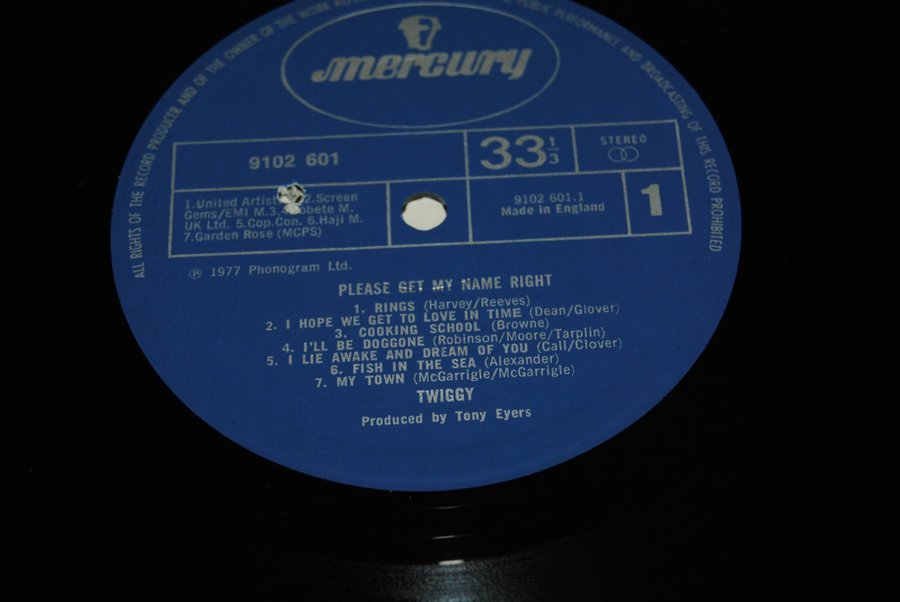 ALL RIGHTS OF THE RECORD PRODUCER AND OF THE OWNER OF THE WORK
PUBLIC PERFORMANCE AND BROADCASTING OF THIS RECORD PROHIBITED.
mercury
9102 601
33 1/3
STEREO
1.United 2.Screen
Gems/EMI M.3.
UK Ltd. 5.Cop.Con. 6.Haji M.
7.Garden Rose (MCPS)
9102 601.1
Made in England
1
℗ 1977 Phonogram Ltd.
PLEASE GET MY NAME RIGHT
1. RINGS (Harvey/Reeves)
2. I HOPE WE GET TO LOVE IN TIME (Dean/Glover)
3. COOKING SCHOOL (Browne)
4. I'LL BE DOGGONE (Robinson/Moore/Tarplin)
5. I LIE AWAKE AND DREAM OF YOU (Call/Clover)
6. FISH IN THE SEA (Alexander)
7. MY TOWN (McGarrigle/McGarrigle)
TWIGGY
Produced by Tony Eyers